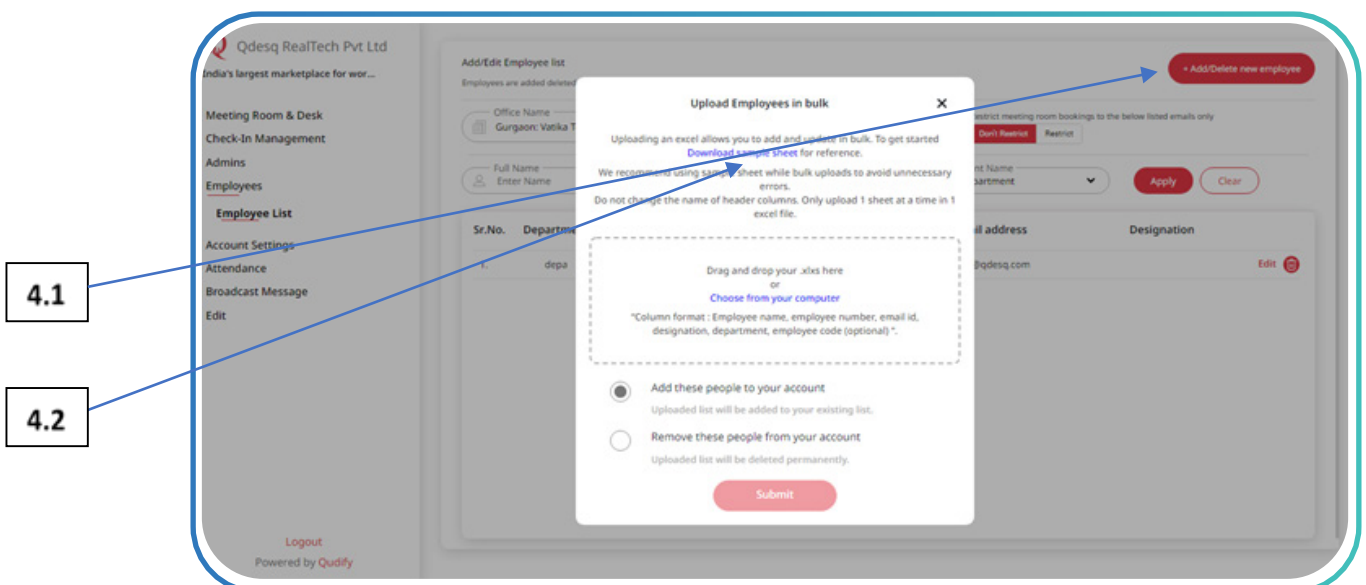 Qdesq RealTech Pvt Ltd
India's largest marketplace for wor...
Meeting Room & Desk
Check-In Management
Admins
Employees
Employee List
Account Settings
Attendance
Broadcast Message
Edit
Logout
Powered by Qudify
4.1
4.2
Add/Edit Employee list
Employees are added deleted
+ Add/Delete new employee
Office Name
Gurgaon: Vatika T
restrict meeting room bookings to the below listed emails only
Don't Restrict Restrict
Full Name
Enter Name
nt Name
partment
Apply Clear
Sr.No. Departme
il address Designation
1. depa
@qdesq.com Edit
Upload Employees in bulk
Uploading an excel allows you to add and update in bulk. To get started
Download sample sheet for reference.
We recommend using sample sheet while bulk uploads to avoid unnecessary
errors.
Do not change the name of header columns. Only upload 1 sheet at a time in 1
excel file.
Drag and drop your .xlxs here
or
Choose from your computer
"Column format : Employee name, employee number, email id,
designation, department, employee code (optional) ".
Add these people to your account
Uploaded list will be added to your existing list.
Remove these people from your account
Uploaded list will be deleted permanently.
Submit